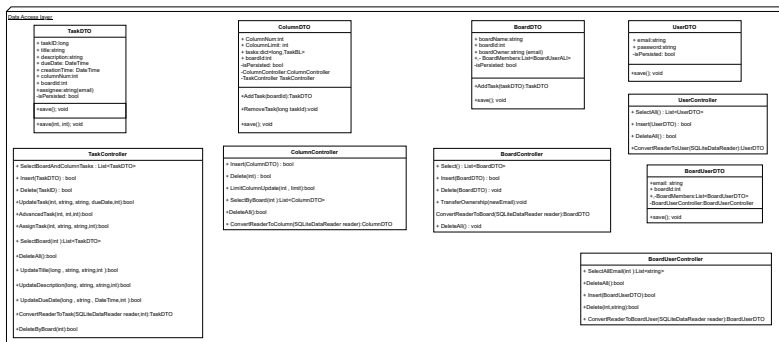 Data Access layer
TaskDTO
+ taskID:long
+ title:string
+ description:string
+ dueDate: DateTime
+ creationTime: DateTime
+ columnNum:int
+ boardId:int
+assignee:string(email)
-isPersisted: bool
+save(); void
+save(int, int); void
ColumnDTO
+ ColumnNum:int
+ ColoumnLimit: int
+ tasks:dict<long,TaskBL>
+ boardId:int
-isPersisted: bool
-ColumnController:ColumnController
-TaskController TaskController
+AddTask(boardId):TaskDTO
+RemoveTask(long taskId):void
+save(); void
BoardDTO
+ boardName:string
+ boardId:int
+ boardOwner:string (email)
+,- BoardMembers:List<BoardUserALI>
-isPersisted: bool
+AddTask(taskDTO):TaskDTO
+save(); void
UserDTO
+ email:string
+ password:string
-isPersisted: bool
+save(); void
UserController
+ SelectAll() : List<UserDTO>
+ Insert(UserDTO) : bool
+ DeleteAll() : bool
+ConvertReaderToUser(SQLiteDataReader):UserDTO
TaskController
+ SelectBoardAndColumnTasks : List<TaskDTO>
+ Insert(TaskDTO) : bool
+ Delete(TaskID) : bool
+UpdateTask(int, string, string, dueDate,int):bool
+AdvancedTask(int, int,int):bool
+AssignTask(int, string, string,int):bool
+ SelectBoard(int ):List<TaskDTO>
+DeleteAll():bool
+ UpdateTitle(long , string, string,int ):bool
+UpdateDescription(long, string, string,int):bool
+UpdateDueDate(long , string , DateTime,int ):bool
+ConvertReaderToTask(SQLiteDataReader reader,int):TaskDTO
+DeleteByBoard(int):bool
ColumnController
+ Insert(ColumnDTO) : bool
+ Delete(int) : bool
+ LimitColumnUpdate(int , limit):bool
+ SelectByBoard(int ):List<ColumnDTO>
+DeleteAll():bool
+ ConvertReaderToColumn(SQLiteDataReader reader):ColumnDTO
BoardController
+ Select() : List<BoardDTO>
+ Insert(BoardDTO) : bool
+ Delete(BoardDTO) : void
+ TransferOwnership(newEmail):void
ConvertReaderToBoard(SQLiteDataReader reader):BoardDTO
+ DeleteAll() : void
BoardUserDTO
+email: string
+ boardId:int
+,-BoardMembers:List<BoardUserDTO>
-BoardUserController:BoardUserController
+save(); void
BoardUserController
+ SelectAllEmail(int ):List<string>
+DeleteAll():bool
+ Insert(BoardUserDTO):bool
+ Delete(int,string):bool
+ ConvertReaderToBoardUser(SQLiteDataReader reader):BoardUserDTO